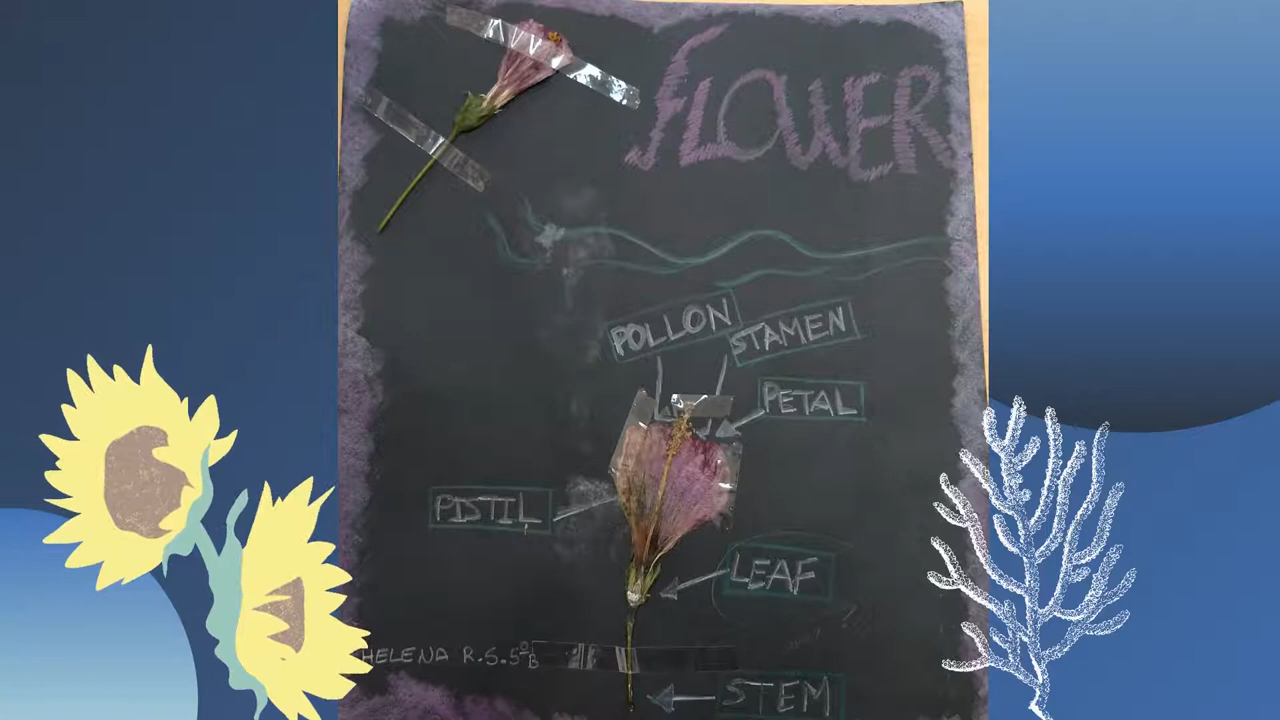 FLOWER
POLLON
STAMEN
PETAL
PISTIL
LEAF
HELENA R.S.5ºB
STEM